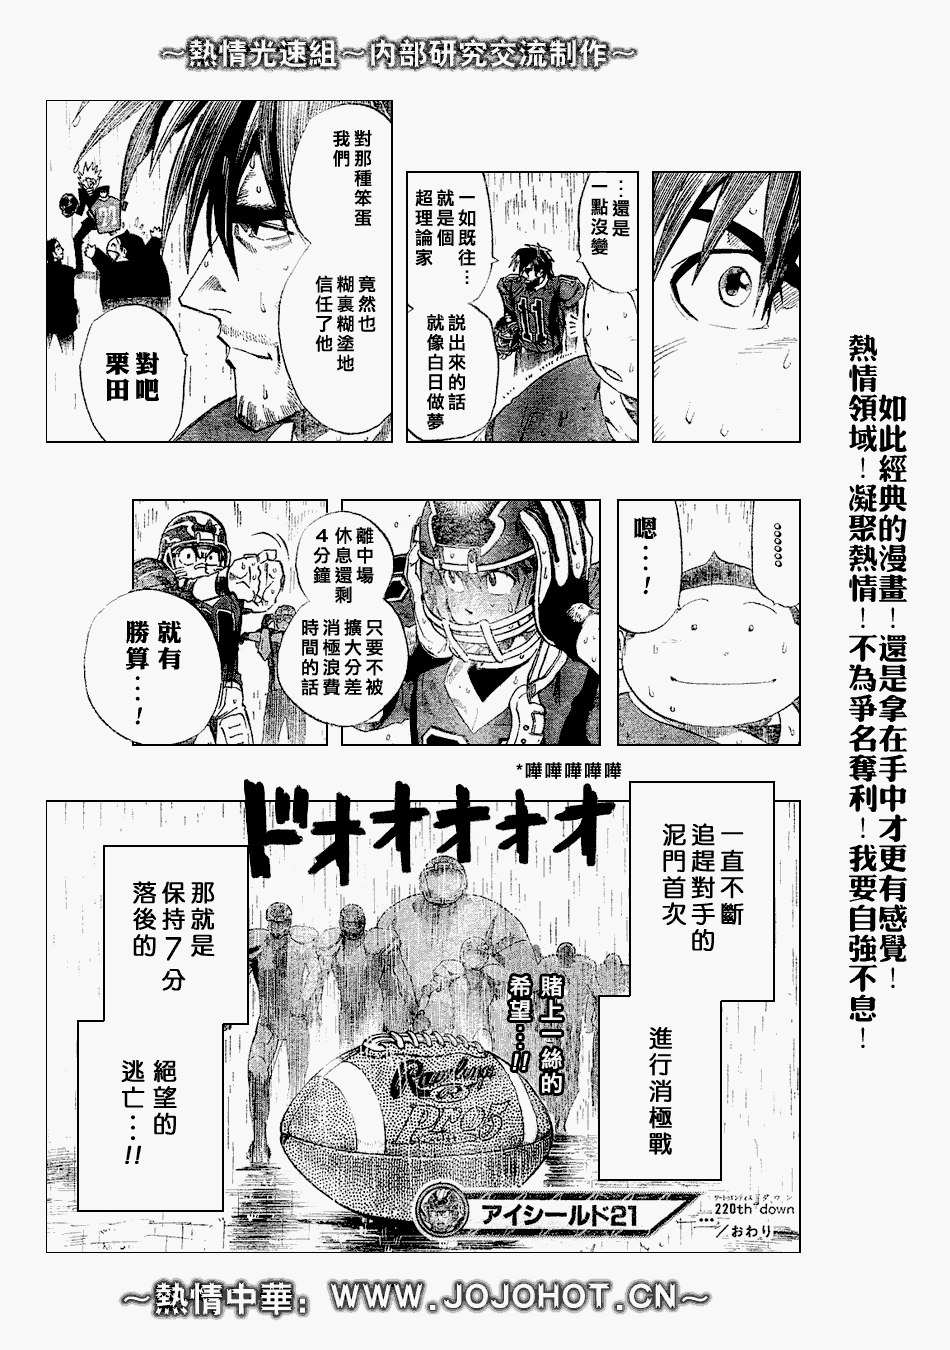 ～熱情光速組～內部研究交流制作～
…還是
一點沒變
一如既往…
就是個
超理論家
說出來的話
就像白日做夢
對那種笨蛋
我們
竟然也
糊裏糊塗地
信任了他
對吧
栗田
……
嗯…！
離中場
休息還剩
4分鐘
只要不被
擴大分差
消極浪費
時間的話
就有
勝算…！
*嘩嘩嘩嘩嘩
ドオオオォオ
一直不斷
追趕對手的
泥門首次
進行消極戰
賭上一絲的
希望…!!
那就是
保持7分
落後的
絕望的
逃亡…!!
Rawlings
PRO5
11
アイシールド21
220th down
…／おわり
如此經典的漫畫！還是拿在手中才更有感覺！
熱情領域！凝聚熱情！不為爭名奪利！我要自強不息！
～熱情中華：WWW.JOJOHOT.CN～